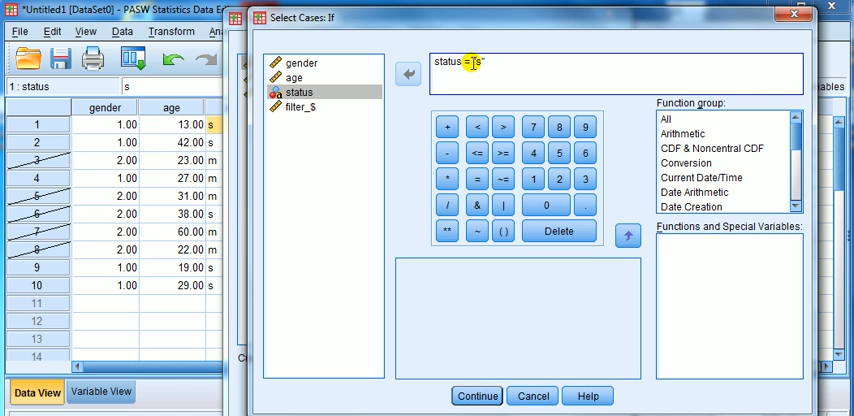 *Untitled1 [DataSet0] - PASW Statistics Data Edi
File Edit View Data Transform
1 : status s
gender age
1 1.00 13.00 s
2 1.00 42.00 s
3 2.00 23.00 m
4 1.00 27.00 m
5 2.00 31.00 m
6 2.00 38.00 s
7 2.00 60.00 m
8 2.00 22.00 m
9 1.00 19.00 s
10 1.00 29.00 s
11
12
13
14
Data View Variable View
Select Cases: If
gender
age
status
filter_$
status = "s"
+ < > 7 8 9
- <= >= 4 5 6
* = ~= 1 2 3
/ & | 0 .
** ~ ( ) Delete
Function group:
All
Arithmetic
CDF & Noncentral CDF
Conversion
Current Date/Time
Date Arithmetic
Date Creation
Functions and Special Variables:
Continue Cancel Help